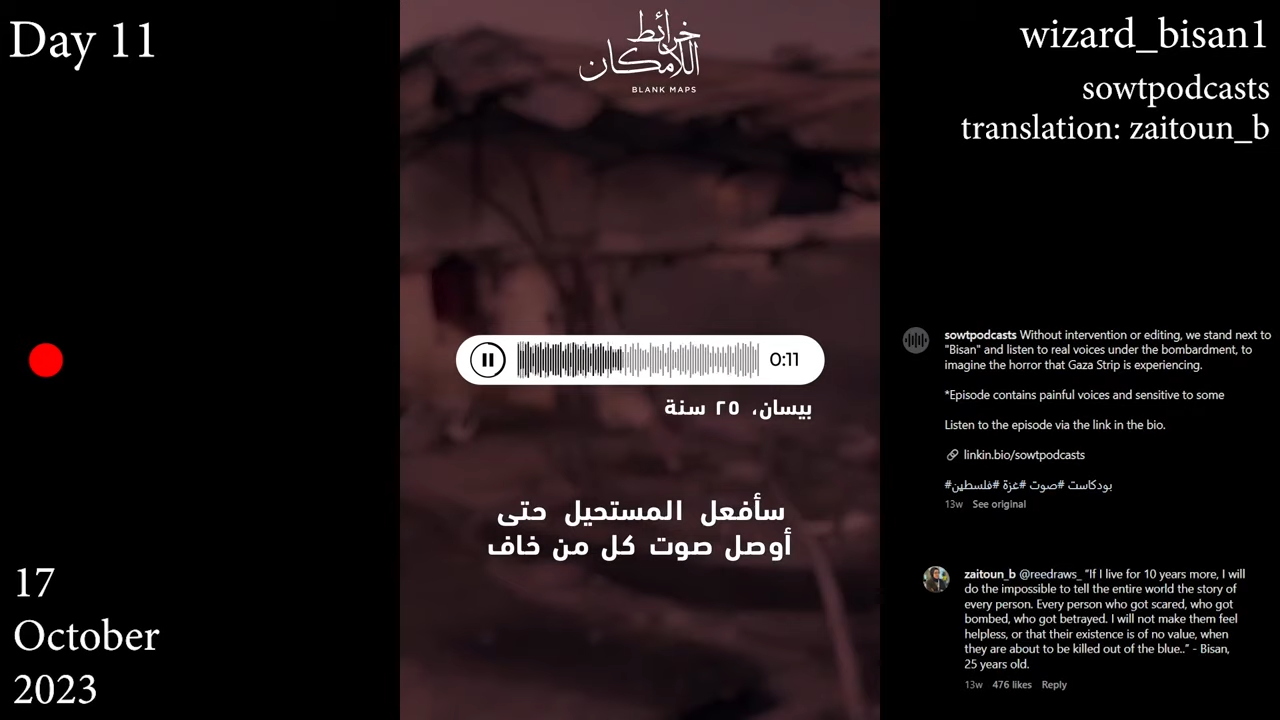 Day 11
17
October
2023
خرائط
اللامكان
BLANK MAPS
0:11
بيسان، ٢٥ سنة
سأفعل المستحيل حتى
أوصل صوت كل من خاف
wizard_bisan1
sowtpodcasts
translation: zaitoun_b
sowtpodcasts Without intervention or editing, we stand next to
"Bisan" and listen to real voices under the bombardment, to
imagine the horror that Gaza Strip is experiencing.
*Episode contains painful voices and sensitive to some
Listen to the episode via the link in the bio.
linkin.bio/sowtpodcasts
#بودكاست #صوت #غزة #فلسطين
13w See original
zaitoun_b @reedraws_ "If I live for 10 years more, I will
do the impossible to tell the entire world the story of
every person. Every person who got scared, who got
bombed, who got betrayed. I will not make them feel
helpless, or that their existence is of no value, when
they are about to be killed out of the blue.." - Bisan,
25 years old.
13w 476 likes Reply